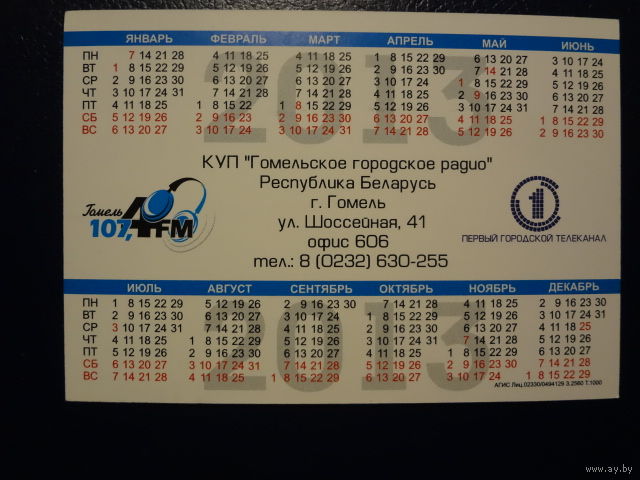 ЯНВАРЬ ФЕВРАЛЬ МАРТ АПРЕЛЬ МАЙ ИЮНЬ
2013
ПН 7 14 21 28 4 11 18 25 4 11 18 25 1 8 15 22 29 6 13 20 27 3 10 17 24
ВТ 1 8 15 22 29 5 12 19 26 5 12 19 26 2 9 16 23 30 7 14 21 28 4 11 18 25
СР 2 9 16 23 30 6 13 20 27 6 13 20 27 3 10 17 24 1 8 15 22 29 5 12 19 26
ЧТ 3 10 17 24 31 7 14 21 28 7 14 21 28 4 11 18 25 2 9 16 23 30 6 13 20 27
ПТ 4 11 18 25 1 8 15 22 1 8 15 22 29 5 12 19 26 3 10 17 24 31 7 14 21 28
СБ 5 12 19 26 2 9 16 23 2 9 16 23 30 6 13 20 27 4 11 18 25 1 8 15 22 29
ВС 6 13 20 27 3 10 17 24 3 10 17 24 31 7 14 21 28 5 12 19 26 2 9 16 23 30
КУП "Гомельское городское радио"
Республика Беларусь
г. Гомель
ул. Шоссейная, 41
офис 606
тел.: 8 (0232) 630-255
Гомель
107,4 FM
1
ПЕРВЫЙ ГОРОДСКОЙ ТЕЛЕКАНАЛ
ИЮЛЬ АВГУСТ СЕНТЯБРЬ ОКТЯБРЬ НОЯБРЬ ДЕКАБРЬ
2013
ПН 1 8 15 22 29 5 12 19 26 2 9 16 23 30 7 14 21 28 4 11 18 25 2 9 16 23 30
ВТ 2 9 16 23 30 6 13 20 27 3 10 17 24 1 8 15 22 29 5 12 19 26 3 10 17 24 31
СР 3 10 17 24 31 7 14 21 28 4 11 18 25 2 9 16 23 30 6 13 20 27 4 11 18 25
ЧТ 4 11 18 25 1 8 15 22 29 5 12 19 26 3 10 17 24 31 7 14 21 28 5 12 19 26
ПТ 5 12 19 26 2 9 16 23 30 6 13 20 27 4 11 18 25 1 8 15 22 29 6 13 20 27
СБ 6 13 20 27 3 10 17 24 31 7 14 21 28 5 12 19 26 2 9 16 23 30 7 14 21 28
ВС 7 14 21 28 4 11 18 25 1 8 15 22 29 6 13 20 27 3 10 17 24 1 8 15 22 29
АГИС Лиц.02330/0494129 З.2560 Т.1000
www.ay.by